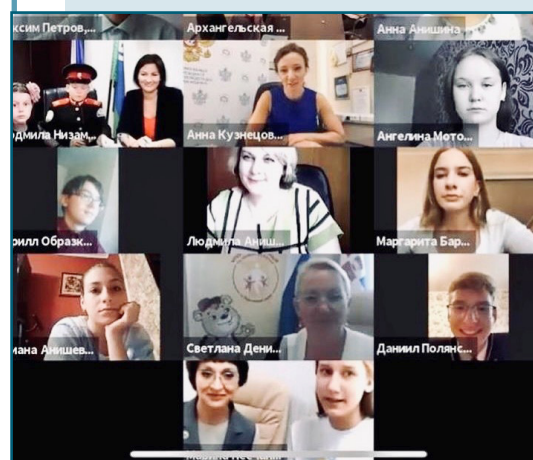 ксим Петров,...
Архангельская ...
Анна Анишина
дмила Низам...
Анна Кузнецов...
Ангелина Мото...
рилл Образк...
Людмила Аниш...
Маргарита Бар...
иана Анишев...
Светлана Дени...
Даниил Полянс...